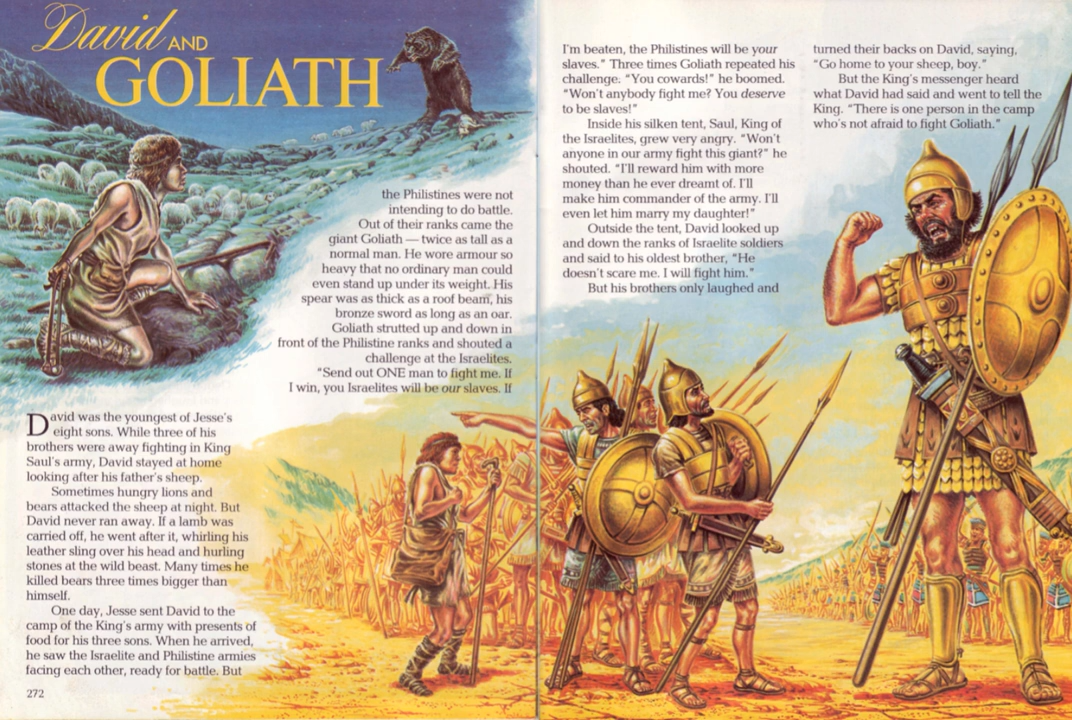 David AND
GOLIATH
David was the youngest of Jesse's
eight sons. While three of his
brothers were away fighting in King
Saul's army, David stayed at home
looking after his father's sheep.
Sometimes hungry lions and
bears attacked the sheep at night. But
David never ran away. If a lamb was
carried off, he went after it, whirling his
leather sling over his head and hurling
stones at the wild beast. Many times he
killed bears three times bigger than
himself.
One day, Jesse sent David to the
camp of the King's army with presents of
food for his three sons. When he arrived,
he saw the Israelite and Philistine armies
facing each other, ready for battle. But
272
the Philistines were not
intending to do battle.
Out of their ranks came the
giant Goliath — twice as tall as a
normal man. He wore armour so
heavy that no ordinary man could
even stand up under its weight. His
spear was as thick as a roof beam, his
bronze sword as long as an oar.
Goliath strutted up and down in
front of the Philistine ranks and shouted a
challenge at the Israelites.
"Send out ONE man to fight me. If
I win, you Israelites will be our slaves. If
I'm beaten, the Philistines will be your
slaves." Three times Goliath repeated his
challenge. "You cowards!" he boomed.
"Won't anybody fight me? You deserve
to be slaves!"
Inside his silken tent, Saul, King of
the Israelites, grew very angry. "Won't
anyone in our army fight this giant?" he
shouted. "I'll reward him with more
money than he ever dreamt of. I'll
make him commander of the army. I'll
even let him marry my daughter!"
Outside the tent, David looked up
and down the ranks of Israelite soldiers
and said to his oldest brother, "He
doesn't scare me. I will fight him."
But his brothers only laughed and
turned their backs on David, saying,
"Go home to your sheep, boy."
But the King's messenger heard
what David had said and went to tell the
King. "There is one person in the camp
who's not afraid to fight Goliath."